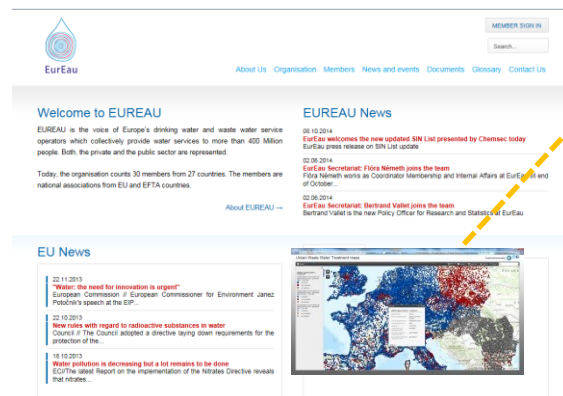 MEMBER SIGN IN
Search...
EurEau
About Us Organisation Members News and events Documents Glossary Contact Us
Welcome to EUREAU
EUREAU is the voice of Europe's drinking water and waste water service
operators which collectively provide water services to more than 400 Million
people. Both, the private and the public sector are represented.
Today, the organisation counts 30 members from 27 countries. The members are
national associations from EU and EFTA countries.
About EUREAU →
EUREAU News
08.10.2014
EurEau welcomes the new updated SIN List presented by Chemsec today
EurEau press release on SIN List update
02.06.2014
EurEau Secretariat: Flóra Németh joins the team
Flóra Németh works as Coordinator Membership and Internal Affairs at EurEau till end
of October...
02.06.2014
EurEau Secretariat: Bertrand Vallet joins the team
Bertrand Vallet is the new Policy Officer for Research and Statistics at EurEau
EU News
22.11.2013
"Water: the need for innovation is urgent"
European Commission // European Commissioner for Environment Janez
Potočnik's speech at the EIP...
22.10.2013
New rules with regard to radioactive substances in water
Council // The Council adopted a directive laying down requirements for the
protection of the...
16.10.2013
Water pollution is decreasing but a lot remains to be done
EC//The latest Report on the implementation of the Nitrates Directive reveals
that nitrates...
Urban Waste Water Treatment maps